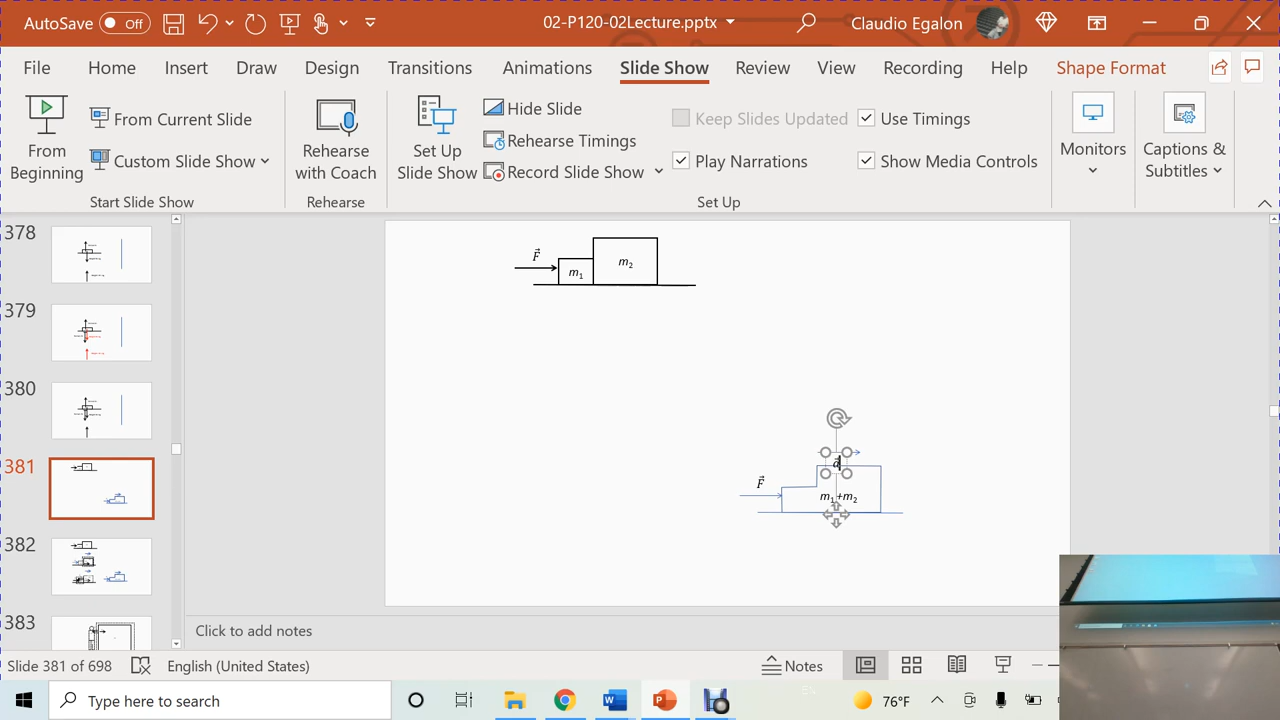 AutoSave Off 02-P120-02Lecture.pptx Claudio Egalon
File Home Insert Draw Design Transitions Animations Slide Show Review View Recording Help Shape Format
From Beginning
From Current Slide
Custom Slide Show
Start Slide Show
Rehearse with Coach
Rehearse
Set Up Slide Show
Hide Slide
Rehearse Timings
Record Slide Show
Keep Slides Updated
Use Timings
Play Narrations
Show Media Controls
Set Up
Monitors
Captions & Subtitles
378
379
380
381
382
383
F⃗
m₁
m₂
a⃗
F⃗
m₁+m₂
Click to add notes
Slide 381 of 698 English (United States) Notes
Type here to search 76°F